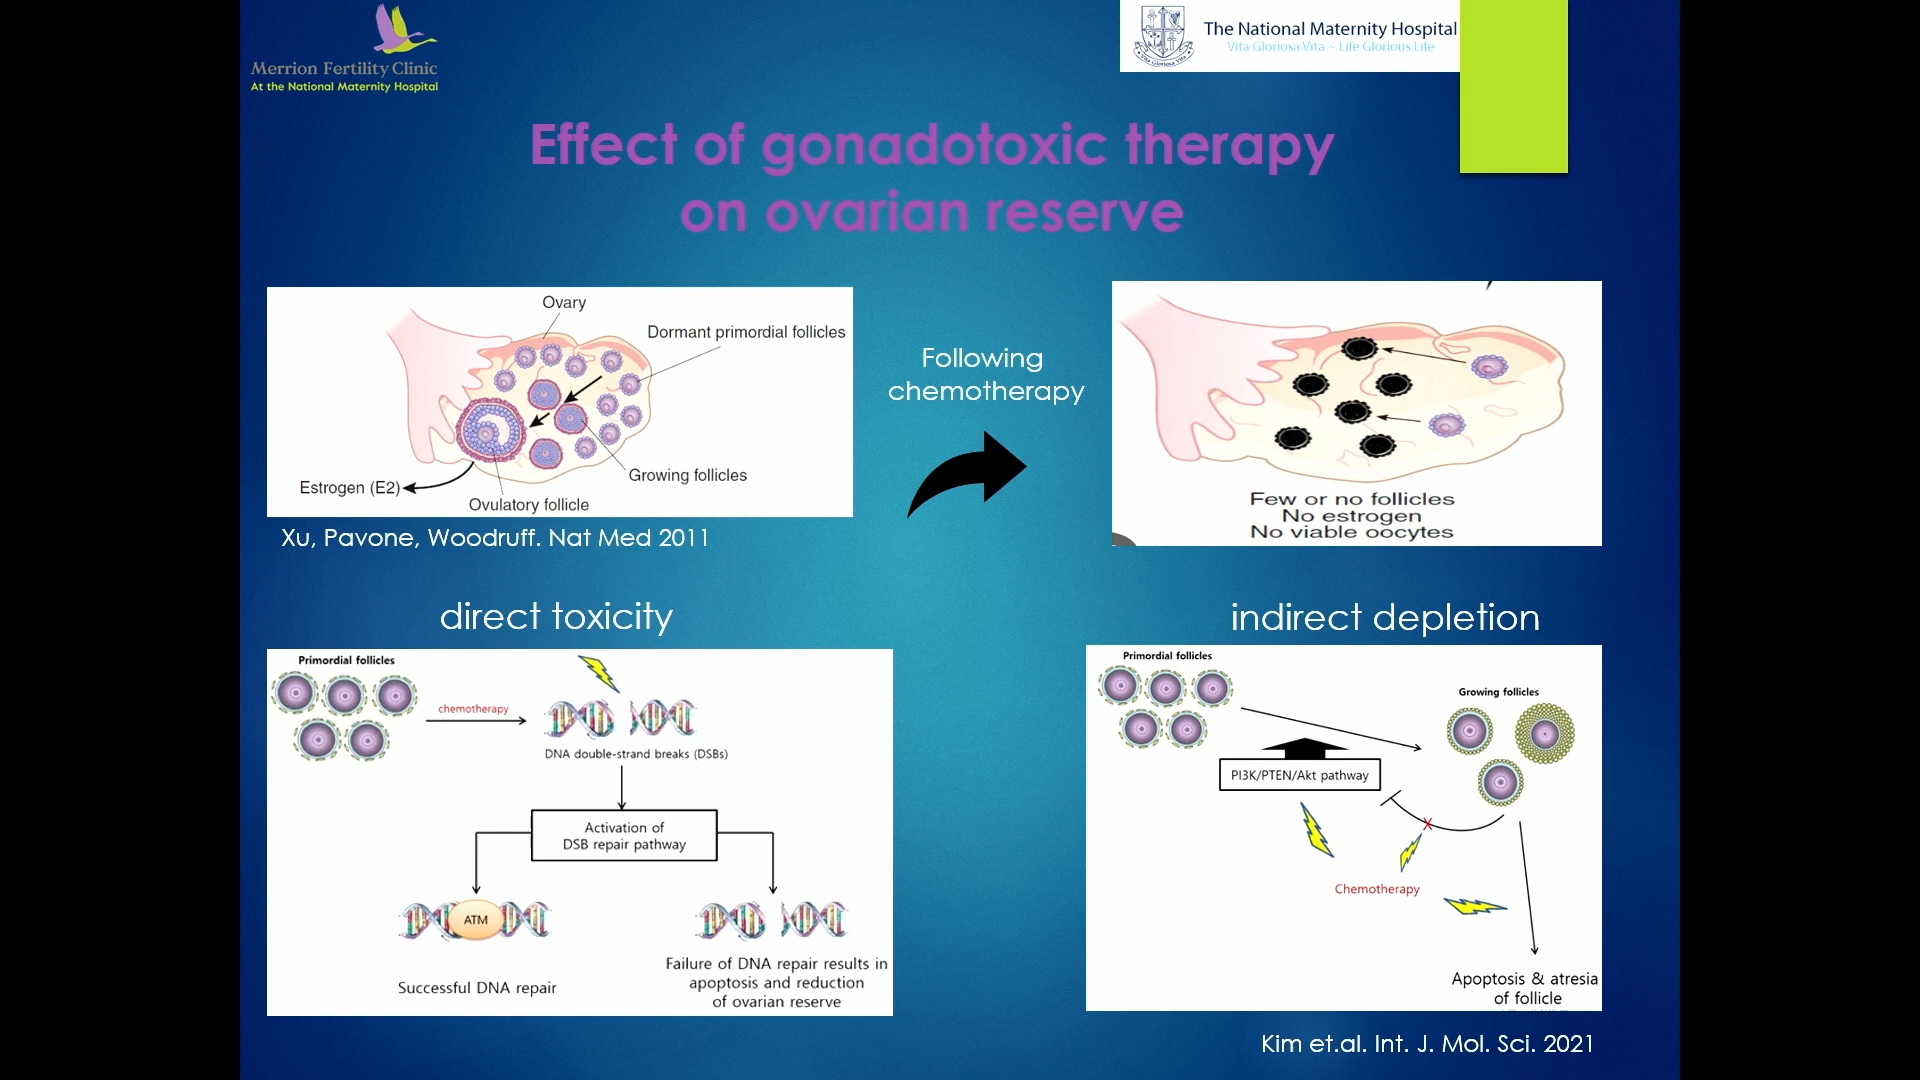 Merrion Fertility Clinic
At the National Maternity Hospital
The National Maternity Hospital
Vita Gloriosa Vita ~ Life Glorious Life
Vita Gloriosa Vita
Effect of gonadotoxic therapy
on ovarian reserve
Ovary
Dormant primordial follicles
Growing follicles
Estrogen (E2)
Ovulatory follicle
Xu, Pavone, Woodruff. Nat Med 2011
Following
chemotherapy
Few or no follicles
No estrogen
No viable oocytes
direct toxicity
Primordial follicles
chemotherapy
DNA double-strand breaks (DSBs)
Activation of
DSB repair pathway
ATM
Successful DNA repair
Failure of DNA repair results in
apoptosis and reduction
of ovarian reserve
indirect depletion
Primordial follicles
Growing follicles
PI3K/PTEN/Akt pathway
X
Chemotherapy
Apoptosis & atresia
of follicle
Kim et.al. Int. J. Mol. Sci. 2021